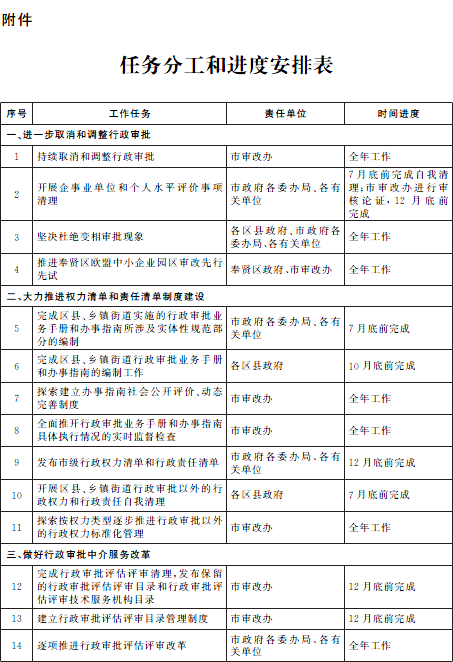 附件
任务分工和进度安排表
序号 工作任务 责任单位 时间进度
一、进一步取消和调整行政审批
1 持续取消和调整行政审批 市审改办 全年工作
2 开展企事业单位和个人水平评价事项
清理
市政府各委办局、各有
关单位
7月底前完成自我清
理;市审改办进行审
核论证,12月底前
完成
3 坚决杜绝变相审批现象
各区县政府、市政府各
委办局、各有关单位
全年工作
4 推进奉贤区欧盟中小企业园区审改先行
先试
奉贤区政府、市审改办 全年工作
二、大力推进权力清单和责任清单制度建设
5 完成区县、乡镇街道实施的行政审批业
务手册和办事指南所涉及实体性规范部
分的编制
市政府各委办局、各有
关单位
7月底前完成
6 完成区县、乡镇街道行政审批业务手册
和办事指南的编制工作
各区县政府 10月底前完成
7 探索建立办事指南社会公开评价、动态
完善制度
市审改办 全年工作
8 全面推开行政审批业务手册和办事指南
具体执行情况的实时监督检查
市审改办 全年工作
9 发布市级行政权力清单和行政责任清单
市政府各委办局、各有
关单位
12月底前完成
10 开展区县、乡镇街道行政审批以外的行
政权力和行政责任自我清理
各区县政府 7月底前完成
11 探索按权力类型逐步推进行政审批以外
的行政权力标准化管理
市审改办 全年工作
三、做好行政审批中介服务改革
12 完成行政审批评估评审清理,发布保留
的行政审批评估评审目录和行政审批评
估评审技术服务机构目录
市审改办 12月底前完成
13 建立行政审批评估评审目录管理制度 市审改办 12月底前完成
14 逐项推进行政审批评估评审改革
市政府各委办局、各有
关单位
全年工作